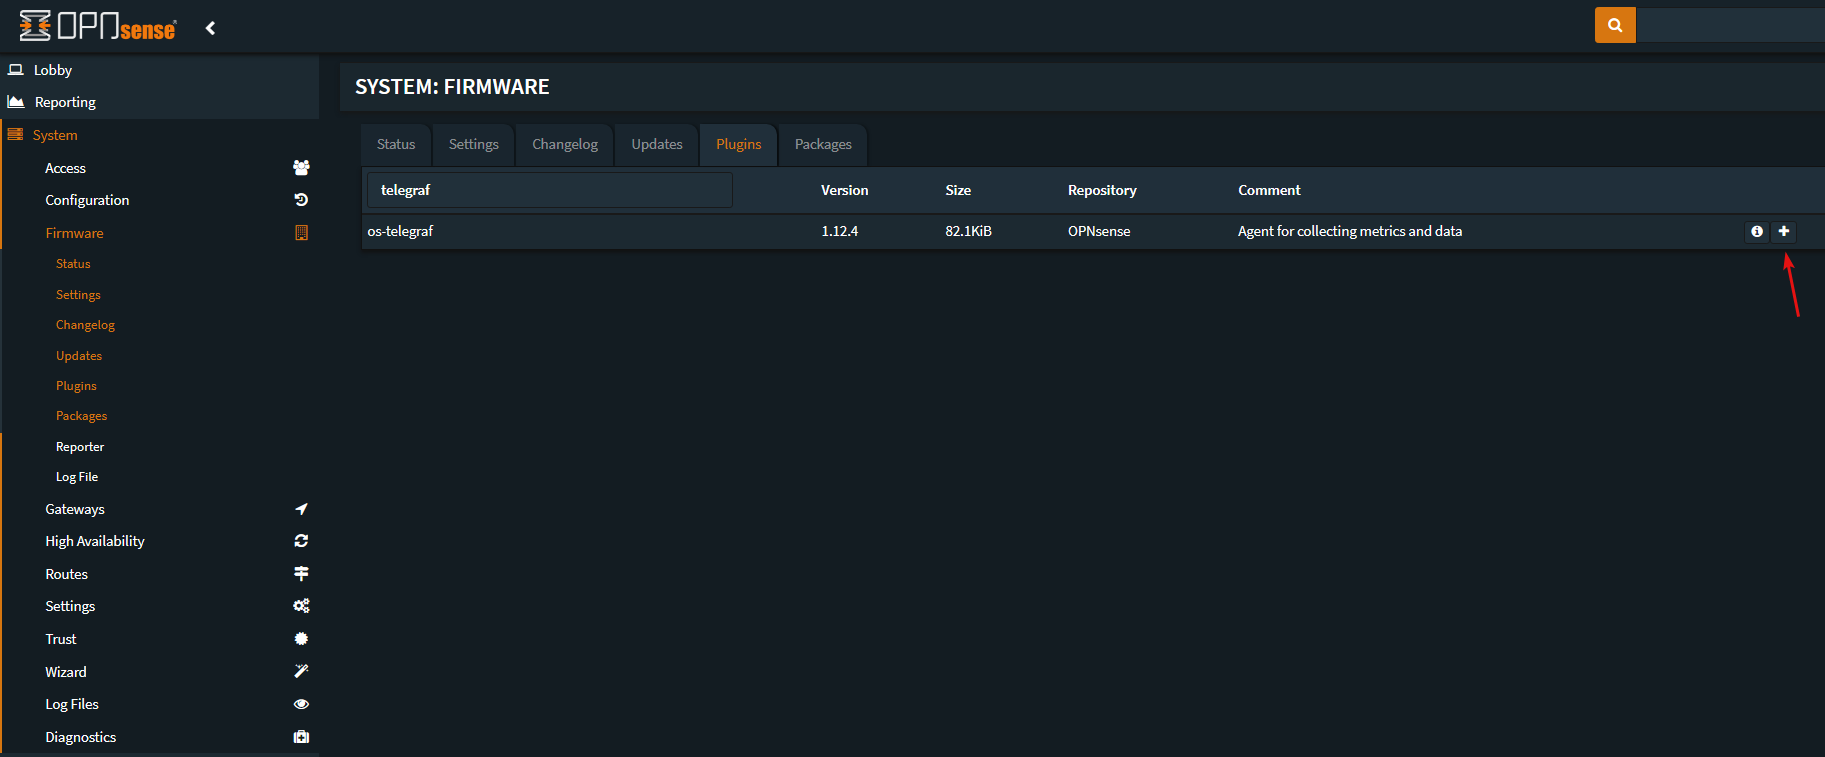 OPNsense
Lobby
Reporting
System
Access
Configuration
Firmware
Status
Settings
Changelog
Updates
Plugins
Packages
Reporter
Log File
Gateways
High Availability
Routes
Settings
Trust
Wizard
Log Files
Diagnostics
SYSTEM: FIRMWARE
Status Settings Changelog Updates Plugins Packages
telegraf Version Size Repository Comment
os-telegraf 1.12.4 82.1KiB OPNsense Agent for collecting metrics and data